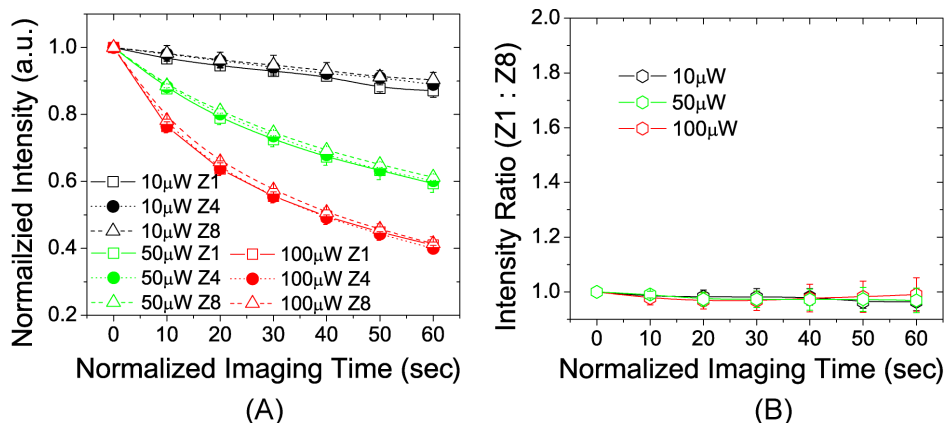 Normailzied Intensity (a.u.)
1.0
0.8
0.6
0.4
0.2
10μW Z1
10μW Z4
10μW Z8
50μW Z1
50μW Z4
50μW Z8
100μW Z1
100μW Z4
100μW Z8
0 10 20 30 40 50 60
Normalized Imaging Time (sec)
(A)
Intensity Ratio (Z1 : Z8)
2.0
1.8
1.6
1.4
1.2
1.0
10μW
50μW
100μW
0 10 20 30 40 50 60
Normalized Imaging Time (sec)
(B)